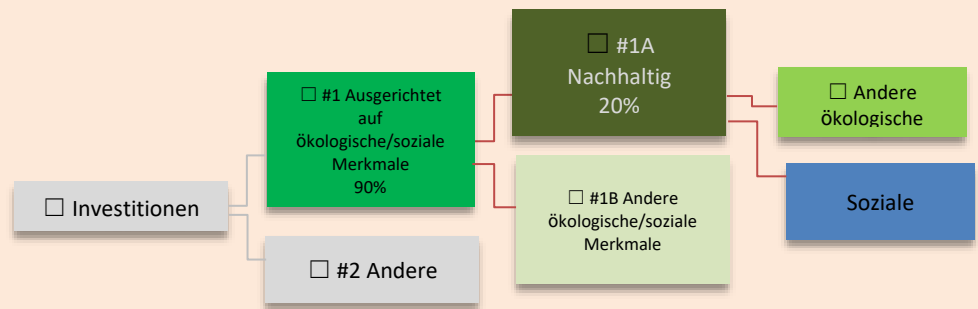 ☐ Investitionen
☐ #1 Ausgerichtet
auf
ökologische/soziale
Merkmale
90%
☐ #2 Andere
☐ #1A
Nachhaltig
20%
☐ #1B Andere
ökologische/soziale
Merkmale
☐ Andere
ökologische
Soziale